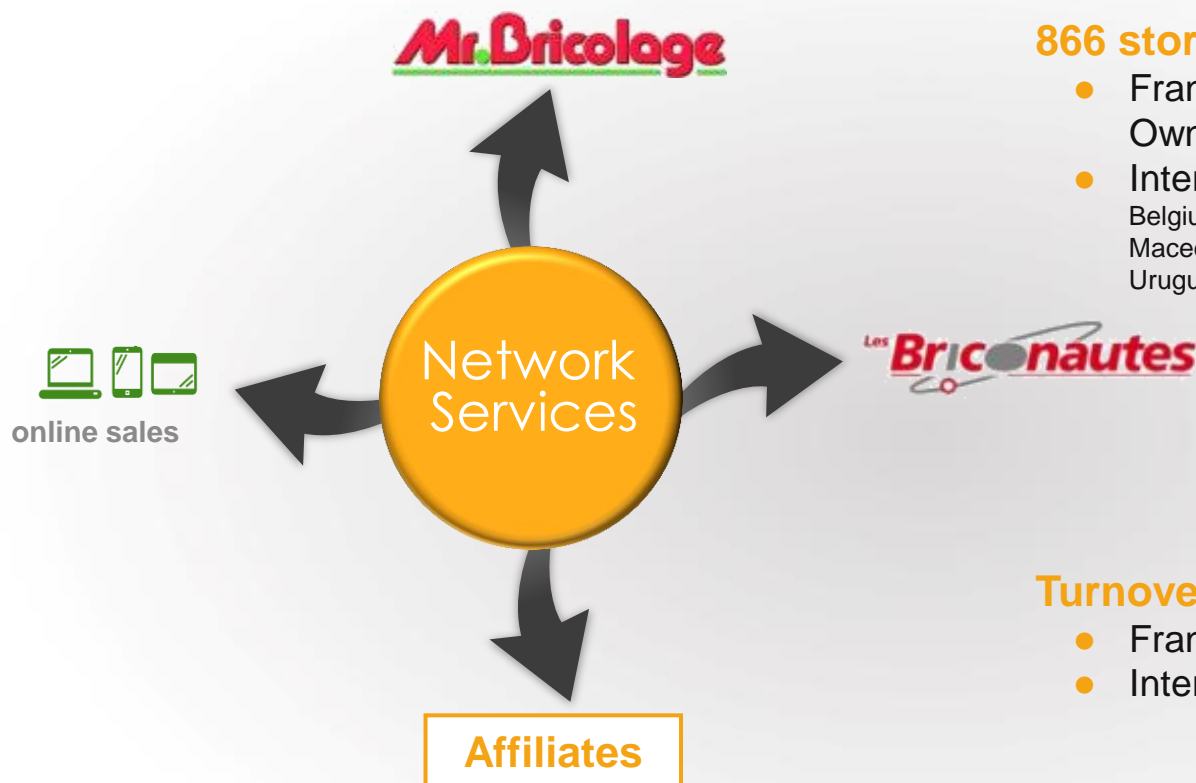 Mr.Bricolage
866 stor
● Fran
Own
● Inter
Belgiu
Maced
Urugu
Les Briconautes
Network
Services
online sales
Turnove
● Fran
● Inter
Affiliates